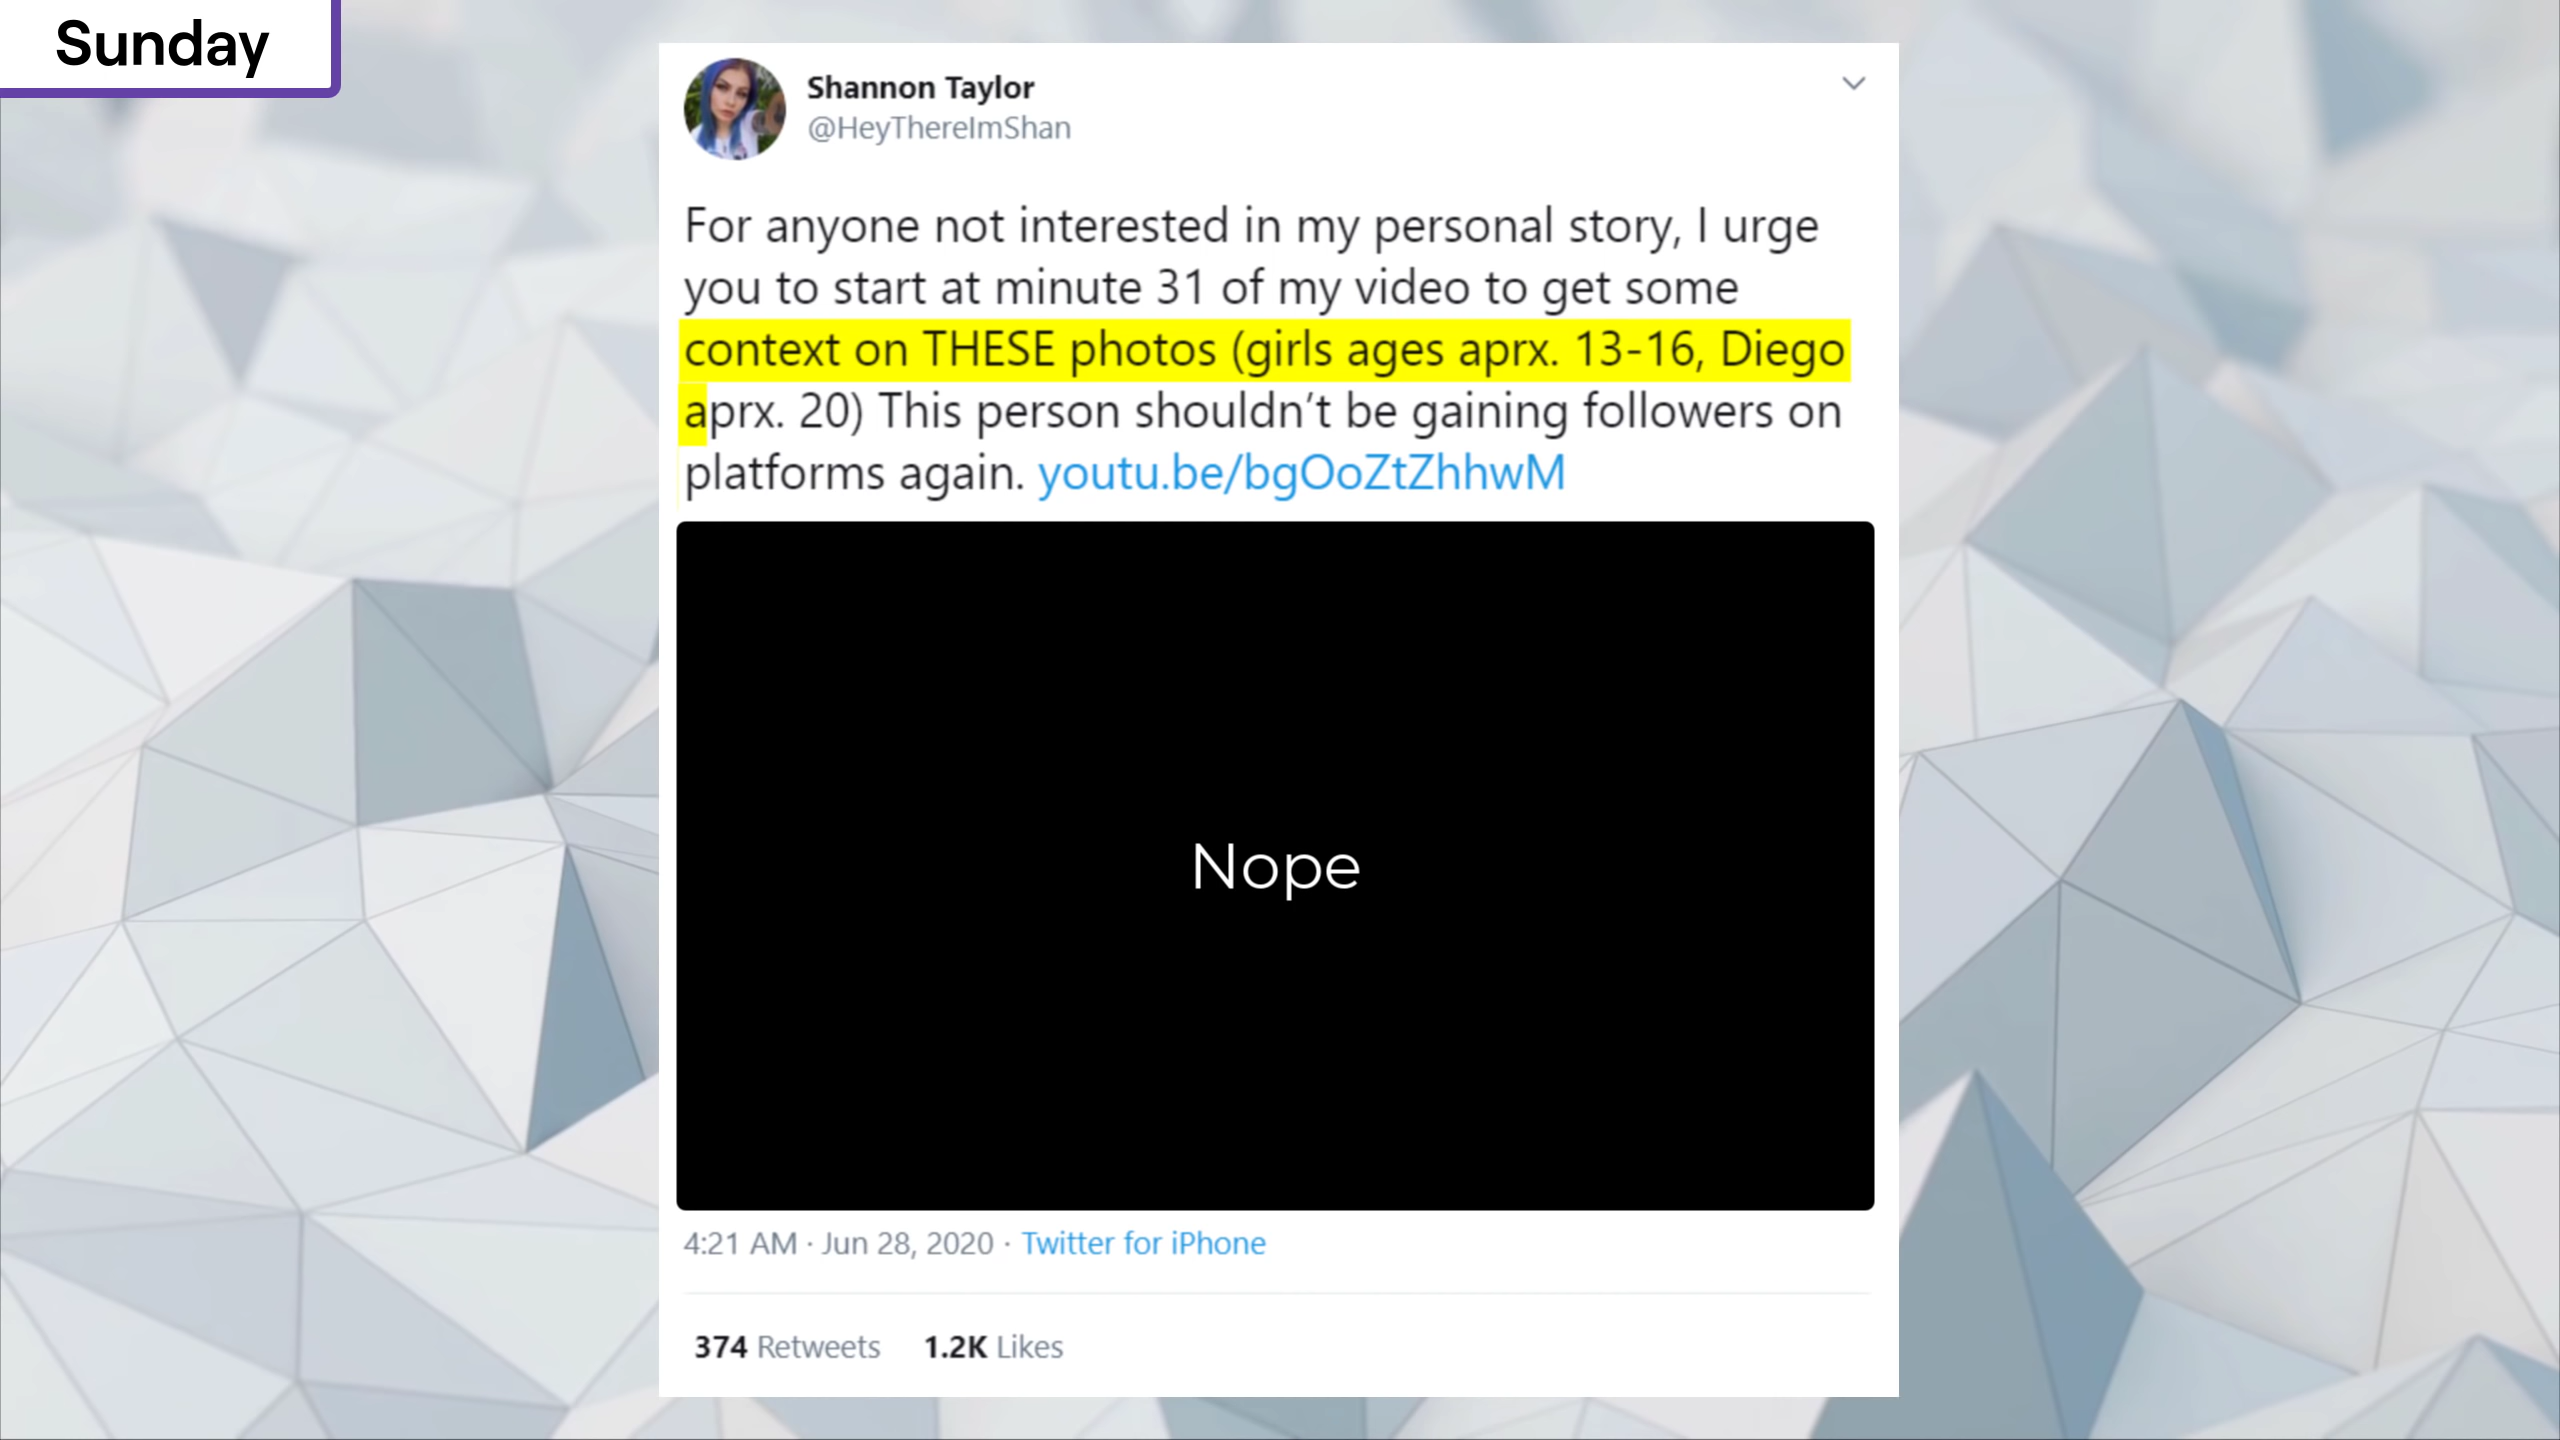 Sunday
Shannon Taylor
@HeyThereImShan
For anyone not interested in my personal story, I urge
you to start at minute 31 of my video to get some
context on THESE photos (girls ages aprx. 13-16, Diego
aprx. 20) This person shouldn’t be gaining followers on
platforms again. youtu.be/bgOoZtZhhwM
Nope
4:21 AM · Jun 28, 2020 · Twitter for iPhone
374 Retweets 1.2K Likes